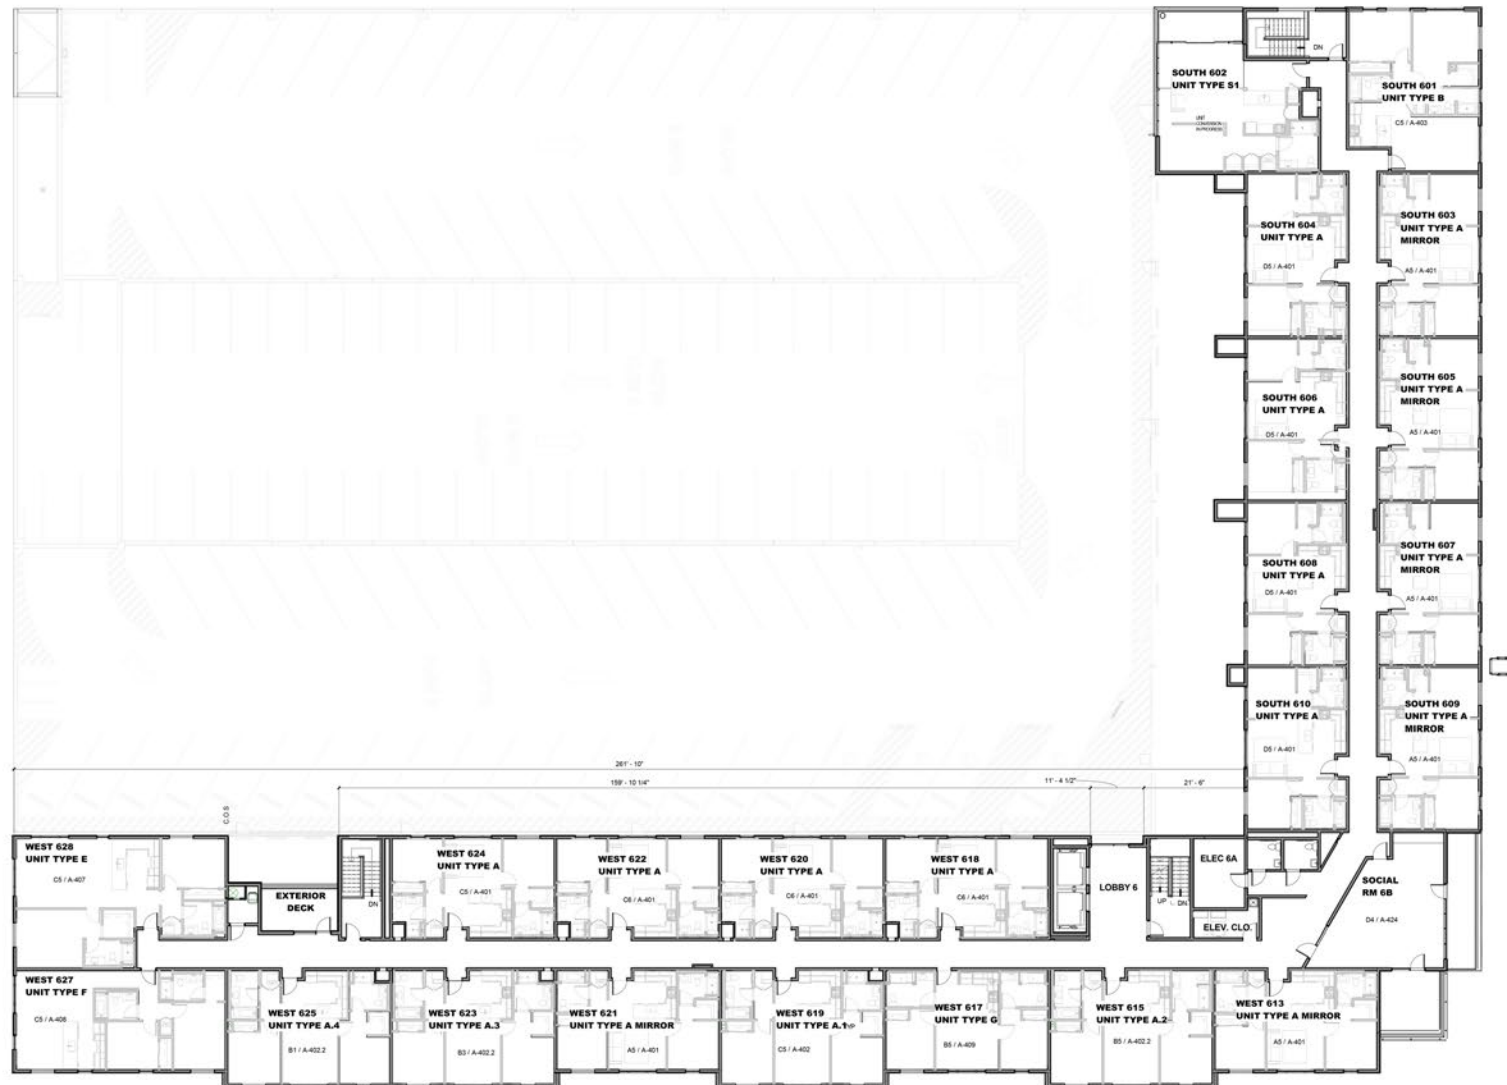 DN
SOUTH 602
UNIT TYPE S1
UNIT
CONVERSION
IN PROGRESS
SOUTH 601
UNIT TYPE B
C5 / A-403
SOUTH 604
UNIT TYPE A
D5 / A-401
SOUTH 603
UNIT TYPE A
MIRROR
A5 / A-401
SOUTH 606
UNIT TYPE A
D5 / A-401
SOUTH 605
UNIT TYPE A
MIRROR
A5 / A-401
SOUTH 608
UNIT TYPE A
D5 / A-401
SOUTH 607
UNIT TYPE A
MIRROR
A5 / A-401
SOUTH 610
UNIT TYPE A
D5 / A-401
SOUTH 609
UNIT TYPE A
MIRROR
A5 / A-401
261' - 10"
159' - 10 1/4"
11' - 4 1/2"
21' - 6"
C.O.S
WEST 628
UNIT TYPE E
C5 / A-407
EXTERIOR
DECK
DN
WEST 624
UNIT TYPE A
C5 / A-401
WEST 622
UNIT TYPE A
C6 / A-401
WEST 620
UNIT TYPE A
C6 / A-401
WEST 618
UNIT TYPE A
C6 / A-401
LOBBY 6
UP
DN
ELEC 6A
ELEV. CLO.
SOCIAL
RM 6B
D4 / A-424
WEST 627
UNIT TYPE F
C5 / A-408
WEST 625
UNIT TYPE A.4
B1 / A-402.2
WEST 623
UNIT TYPE A.3
B3 / A-402.2
WEST 621
UNIT TYPE A MIRROR
A5 / A-401
WEST 619
UNIT TYPE A.1
C5 / A-402
WEST 617
UNIT TYPE G
B5 / A-409
WEST 615
UNIT TYPE A.2
B5 / A-402.2
WEST 613
UNIT TYPE A MIRROR
A5 / A-401